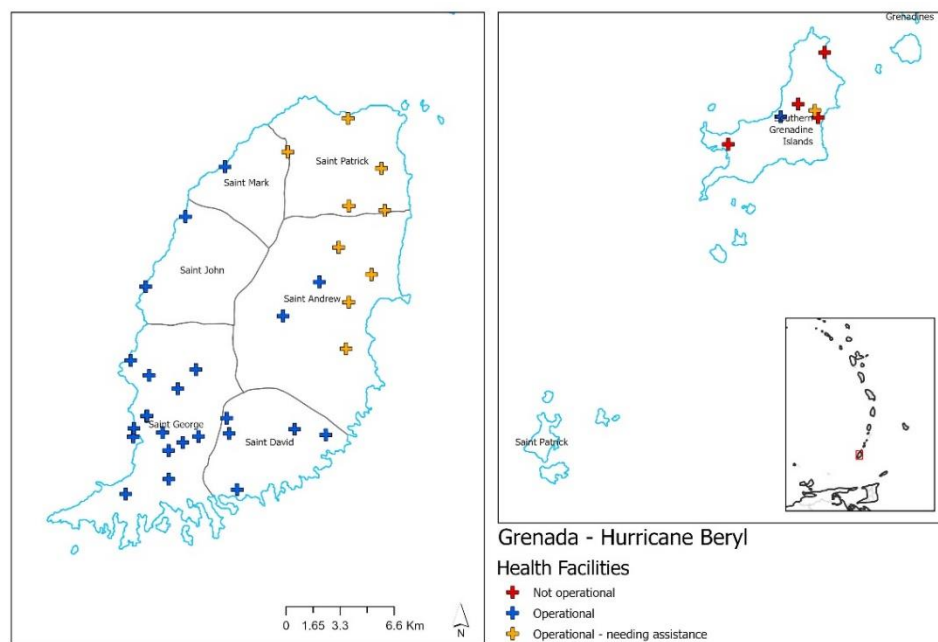 Saint Patrick
Saint Mark
Saint John
Saint Andrew
Saint George
Saint David
0 1.65 3.3 6.6 Km
N
Grenadines
Southern
Grenadine
Islands
Saint Patrick
Grenada - Hurricane Beryl
Health Facilities
Not operational
Operational
Operational - needing assistance